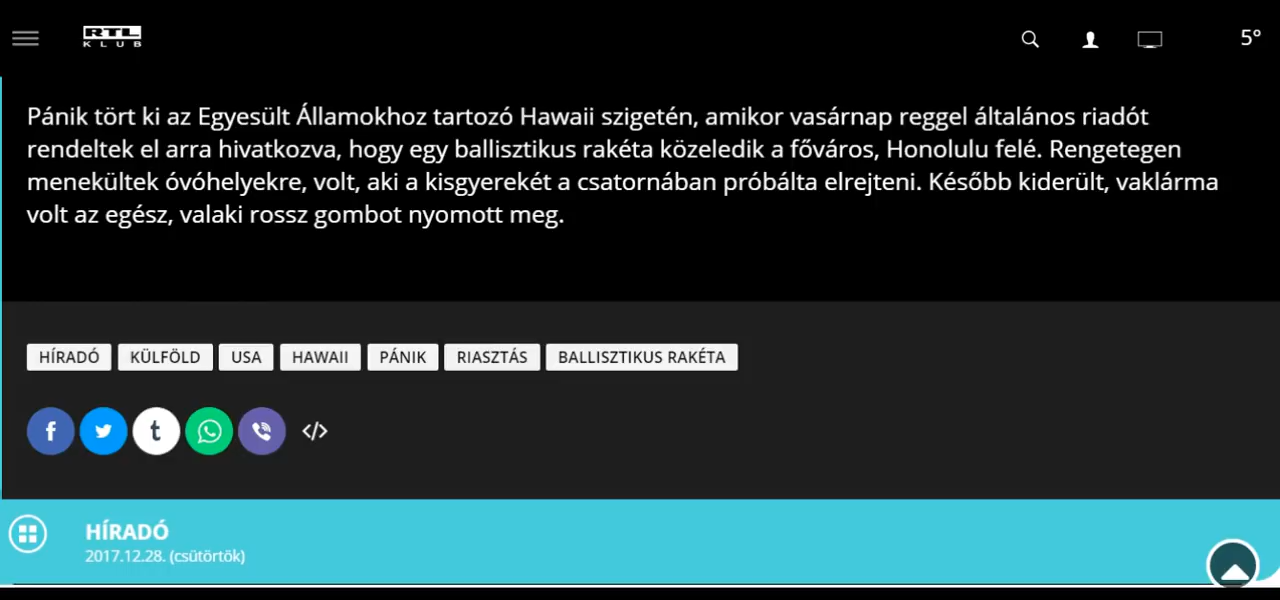 RTL
KLUB
5°
Pánik tört ki az Egyesült Államokhoz tartozó Hawaii szigetén, amikor vasárnap reggel általános riadót
rendeltek el arra hivatkozva, hogy egy ballisztikus rakéta közeledik a főváros, Honolulu felé. Rengetegen
menekültek óvóhelyekre, volt, aki a kisgyerekét a csatornában próbálta elrejteni. Később kiderült, vaklárma
volt az egész, valaki rossz gombot nyomott meg.
HÍRADÓ KÜLFÖLD USA HAWAII PÁNIK RIASZTÁS BALLISZTIKUS RAKÉTA
HÍRADÓ
2017.12.28. (csütörtök)